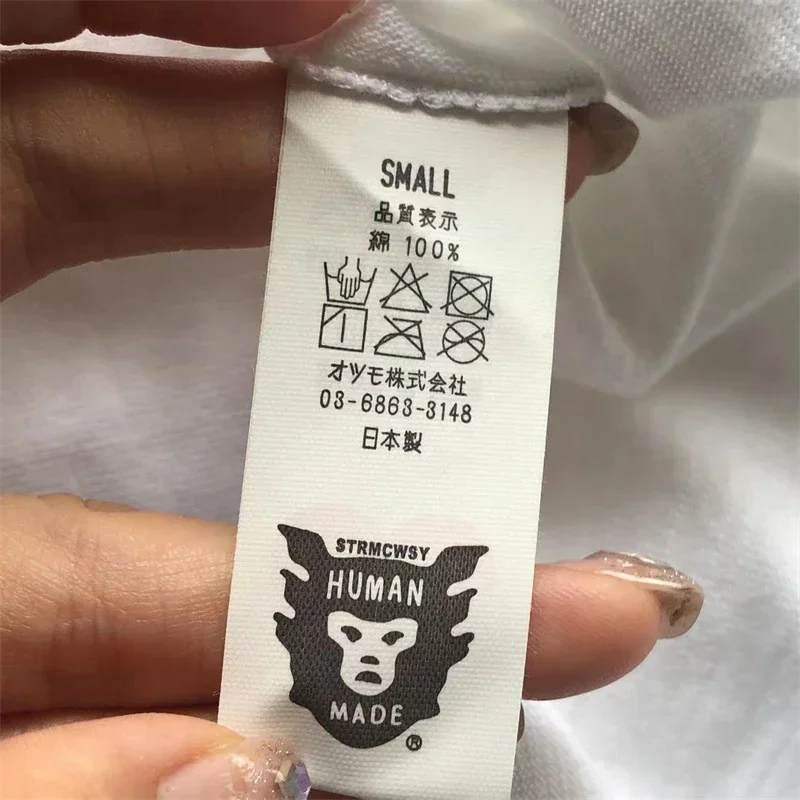 SMALL
品質表示
綿 100%
オツモ株式会社
03-6863-3148
日本製
STRMCWSY
HUMAN
MADE
®